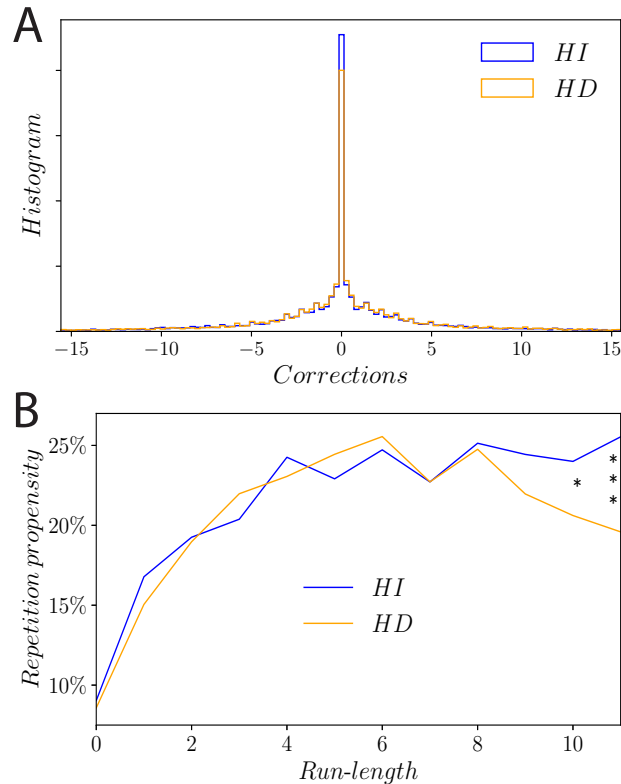 A
Histogram
HI
HD
−15 −10 −5 0 5 10 15
Corrections
B
Repetition propensity
25%
20%
15%
10%
*
*
*
*
HI
HD
0 2 4 6 8 10
Run-length